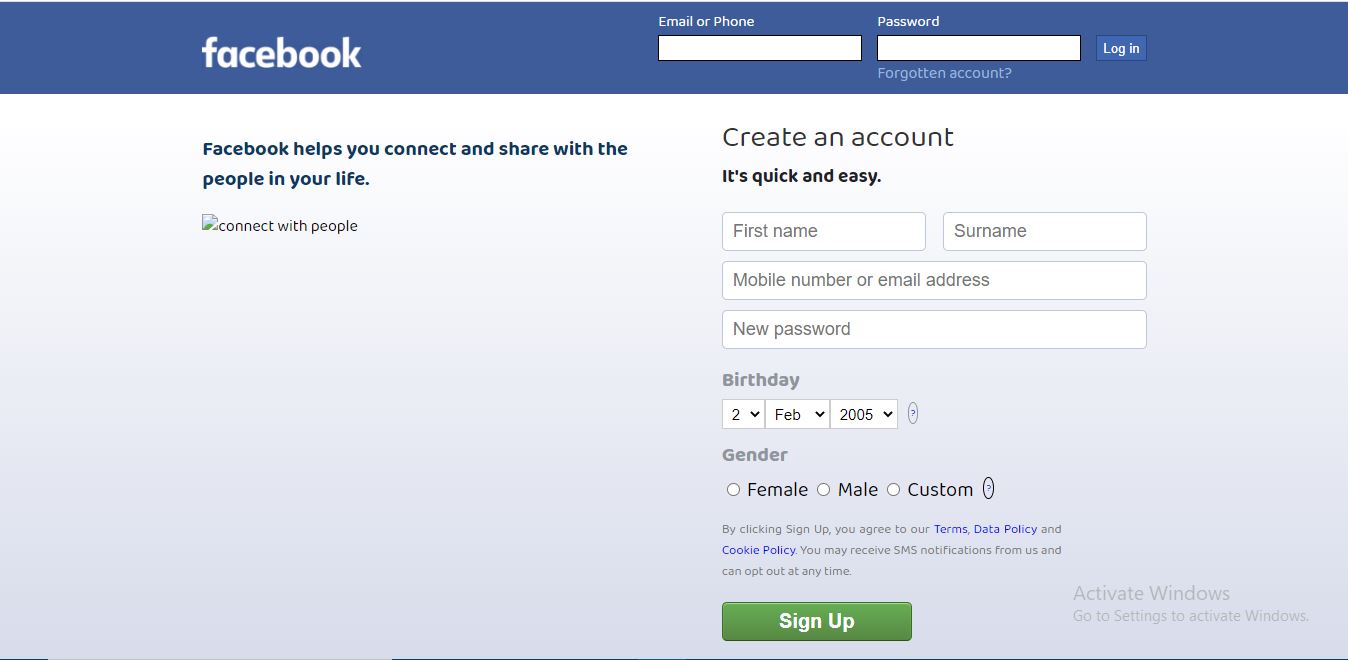 Email or Phone Password
facebook
Log in
Forgotten account?
Facebook helps you connect and share with the
people in your life.
connect with people
Create an account
It's quick and easy.
First name Surname
Mobile number or email address
New password
Birthday
2 Feb 2005 ?
Gender
Female Male Custom ?
By clicking Sign Up, you agree to our Terms, Data Policy and
Cookie Policy. You may receive SMS notifications from us and
can opt out at any time.
Sign Up
Activate Windows
Go to Settings to activate Windows.